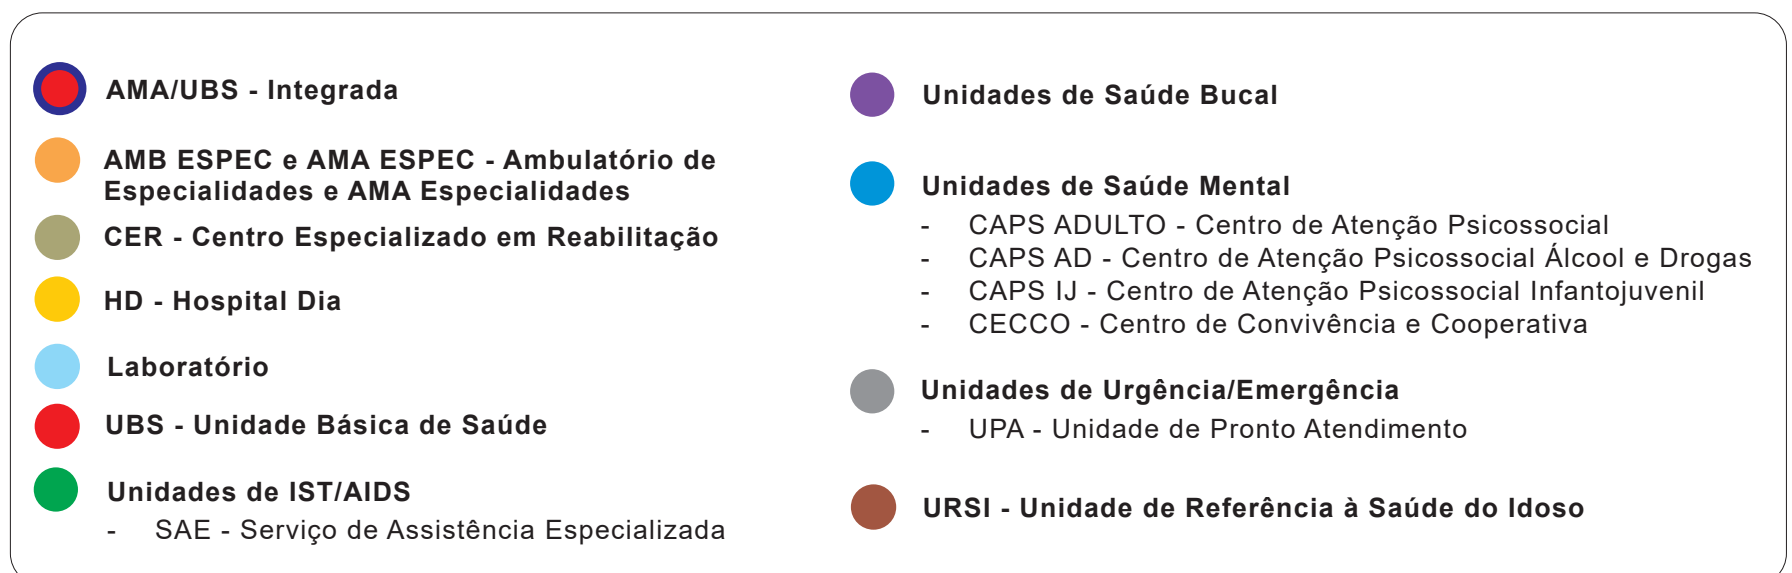 AMA/UBS - Integrada
AMB ESPEC e AMA ESPEC - Ambulatório de
Especialidades e AMA Especialidades
CER - Centro Especializado em Reabilitação
HD - Hospital Dia
Laboratório
UBS - Unidade Básica de Saúde
Unidades de IST/AIDS
- SAE - Serviço de Assistência Especializada
Unidades de Saúde Bucal
Unidades de Saúde Mental
- CAPS ADULTO - Centro de Atenção Psicossocial
- CAPS AD - Centro de Atenção Psicossocial Álcool e Drogas
- CAPS IJ - Centro de Atenção Psicossocial Infantojuvenil
- CECCO - Centro de Convivência e Cooperativa
Unidades de Urgência/Emergência
- UPA - Unidade de Pronto Atendimento
URSI - Unidade de Referência à Saúde do Idoso